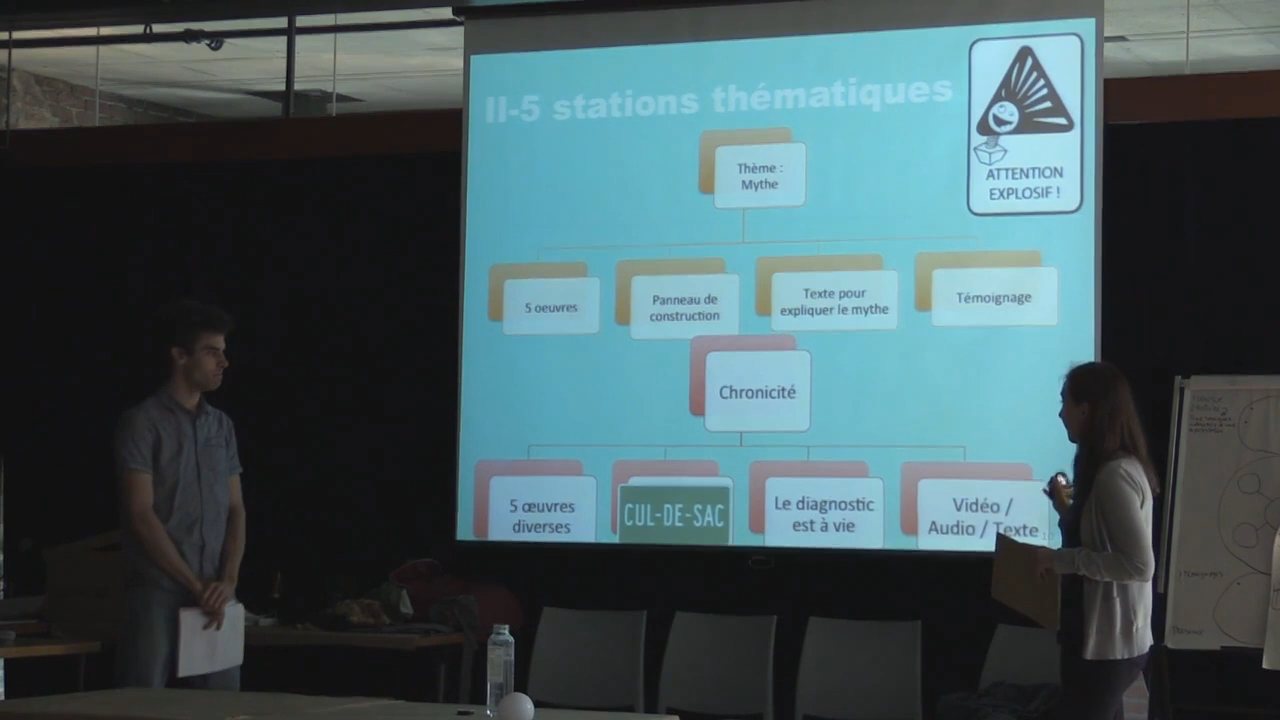 II-5 stations thématiques
ATTENTION
EXPLOSIF !
Thème :
Mythe
5 oeuvres
Panneau de
construction
Texte pour
expliquer le mythe
Témoignage
Chronicité
5 œuvres
diverses
CUL-DE-SAC
Le diagnostic
est à vie
Vidéo /
Audio / Texte